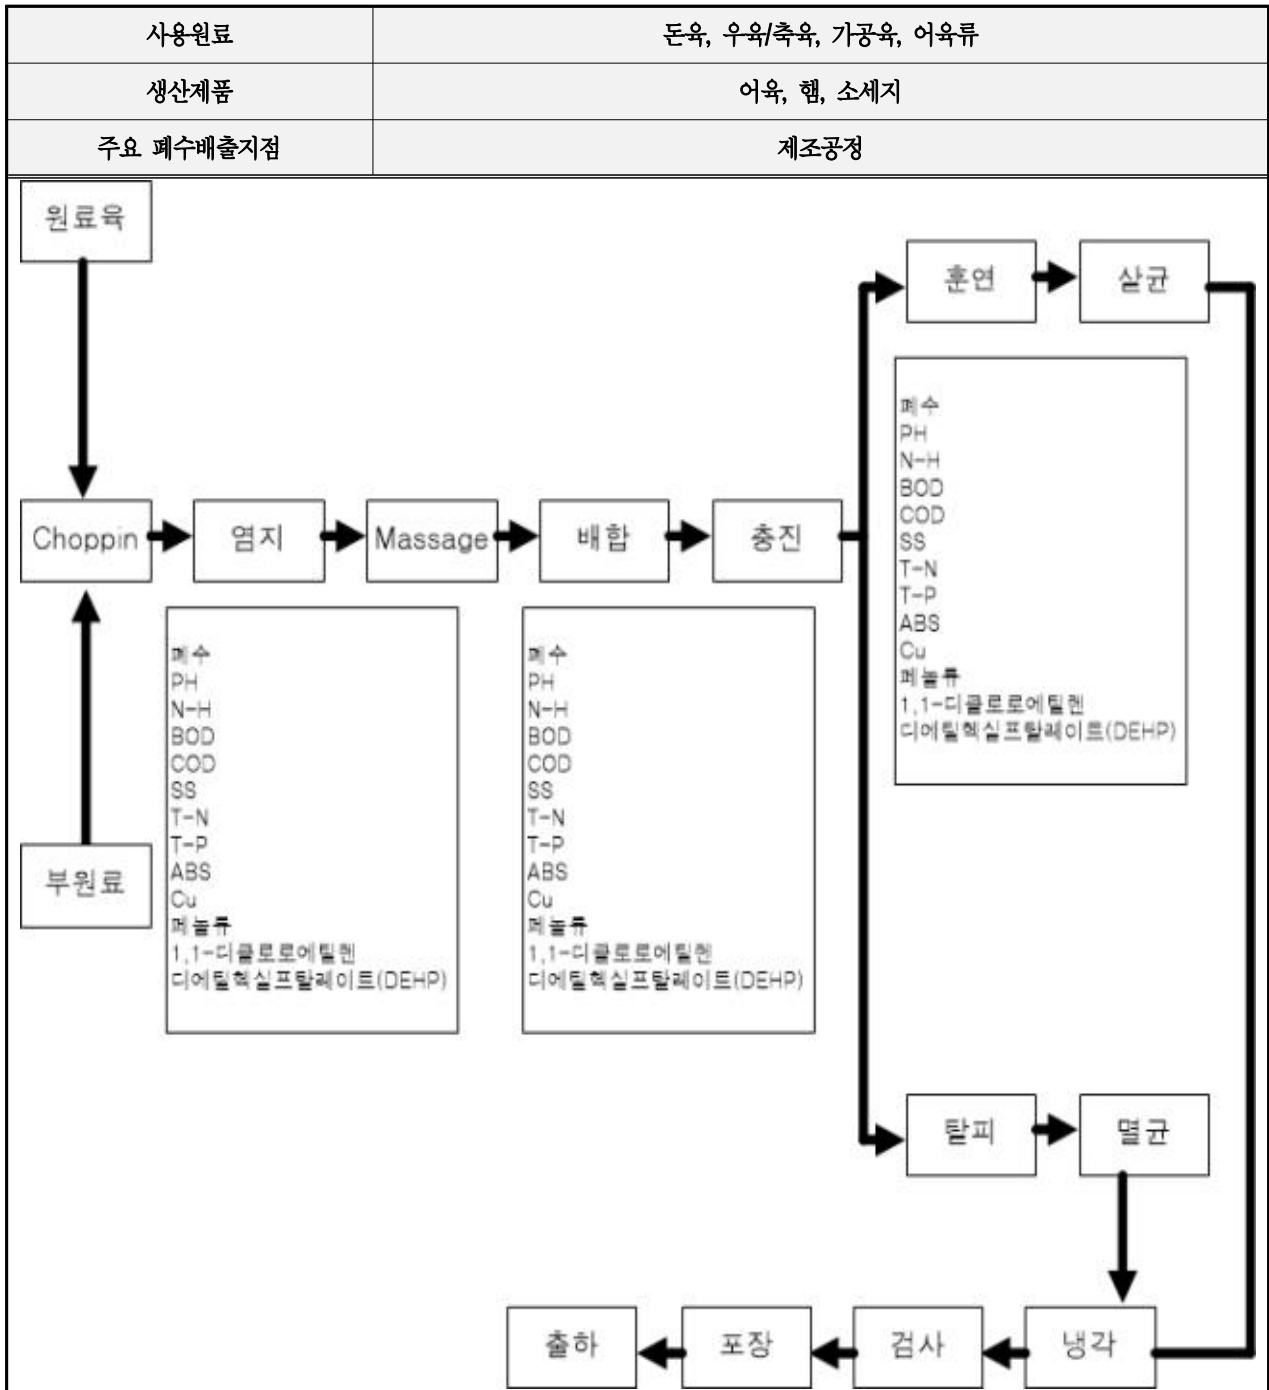 사용원료
돈육, 우육/축육, 가공육, 어육류
생산제품
어육, 햄, 소세지
주요 폐수배출지점
제조공정
원료육
훈연
살균
폐수
PH
N-H
BOD
COD
SS
T-N
T-P
ABS
Cu
페놀류
1,1-디클로로에틸렌
디에틸헥실프탈레이트(DEHP)
Choppin
염지
Massage
배합
충진
폐수
PH
N-H
BOD
COD
SS
T-N
T-P
ABS
Cu
페놀류
1,1-디클로로에틸렌
디에틸헥실프탈레이트(DEHP)
폐수
PH
N-H
BOD
COD
SS
T-N
T-P
ABS
Cu
페놀류
1,1-디클로로에틸렌
디에틸헥실프탈레이트(DEHP)
부원료
탈피
멸균
출하
포장
검사
냉각